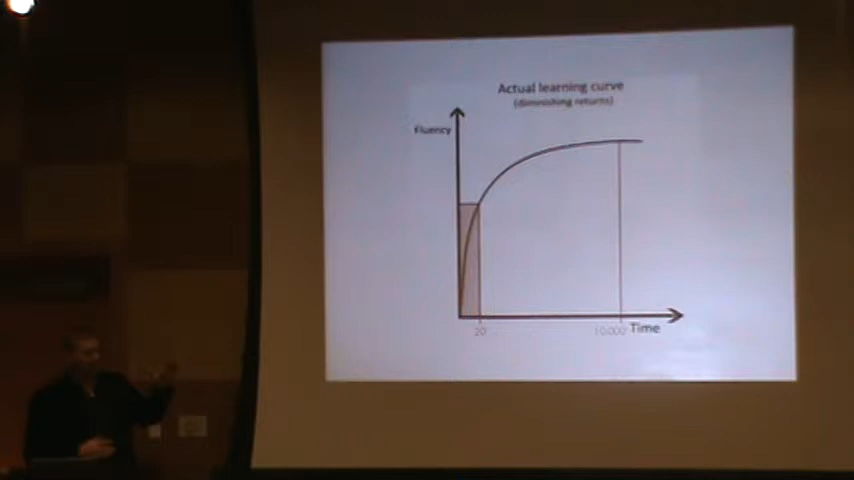 Actual learning curve
(diminishing returns)
Fluency
20
10,000
Time